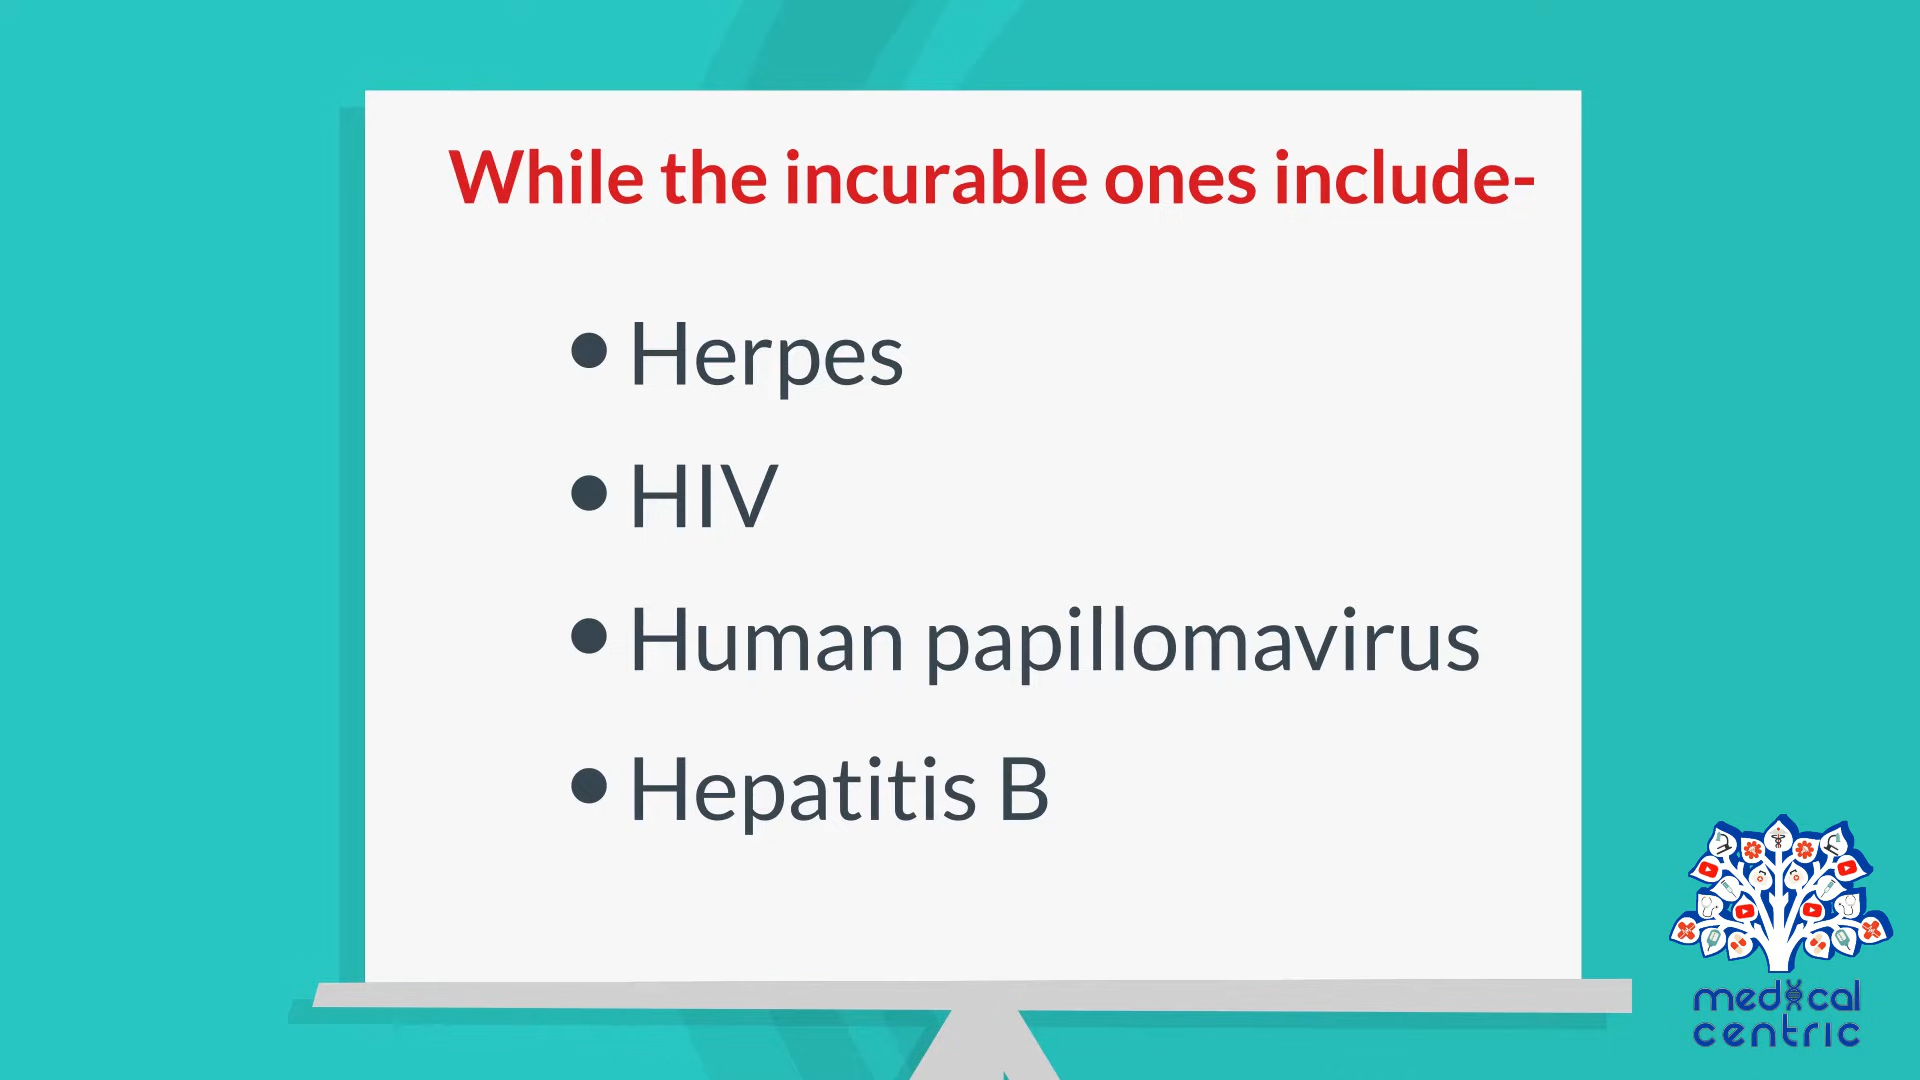 While the incurable ones include-
• Herpes
• HIV
• Human papillomavirus
• Hepatitis B
medical
centric